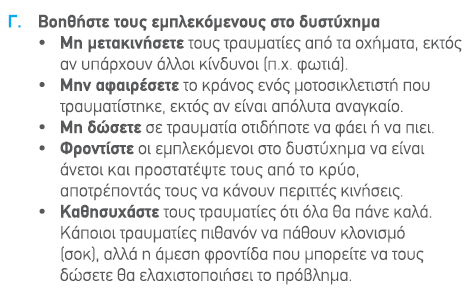 Γ. Βοηθήστε τους εμπλεκόμενους στο δυστύχημα
• Μη μετακινήσετε τους τραυματίες από τα οχήματα, εκτός
αν υπάρχουν άλλοι κίνδυνοι (π.χ. φωτιά).
• Μην αφαιρέσετε το κράνος ενός μοτοσικλετιστή που
τραυματίστηκε, εκτός αν είναι απόλυτα αναγκαίο.
• Μη δώσετε σε τραυματία οτιδήποτε να φάει ή να πιει.
• Φροντίστε οι εμπλεκόμενοι στο δυστύχημα να είναι
άνετοι και προστατέψτε τους από το κρύο,
αποτρέποντάς τους να κάνουν περιττές κινήσεις.
• Καθησυχάστε τους τραυματίες ότι όλα θα πάνε καλά.
Κάποιοι τραυματίες πιθανόν να πάθουν κλονισμό
(σοκ), αλλά η άμεση φροντίδα που μπορείτε να τους
δώσετε θα ελαχιστοποιήσει το πρόβλημα.